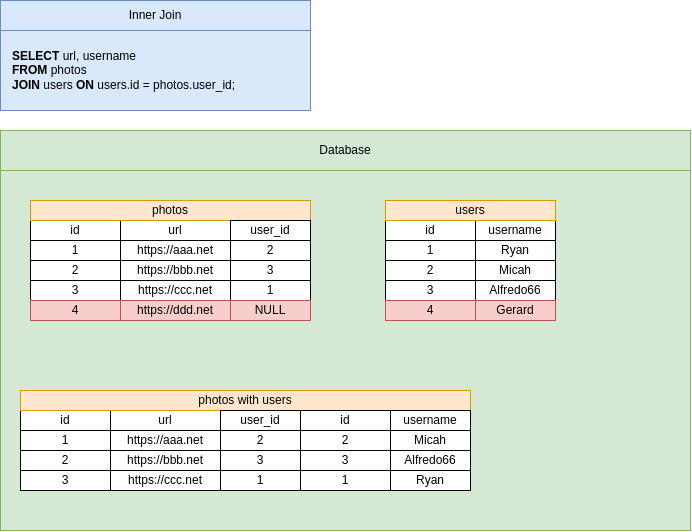 Inner Join
SELECT url, username
FROM photos
JOIN users ON users.id = photos.user_id;
Database
photos
id url user_id
1 https://aaa.net 2
2 https://bbb.net 3
3 https://ccc.net 1
4 https://ddd.net NULL
users
id username
1 Ryan
2 Micah
3 Alfredo66
4 Gerard
photos with users
id url user_id id username
1 https://aaa.net 2 2 Micah
2 https://bbb.net 3 3 Alfredo66
3 https://ccc.net 1 1 Ryan